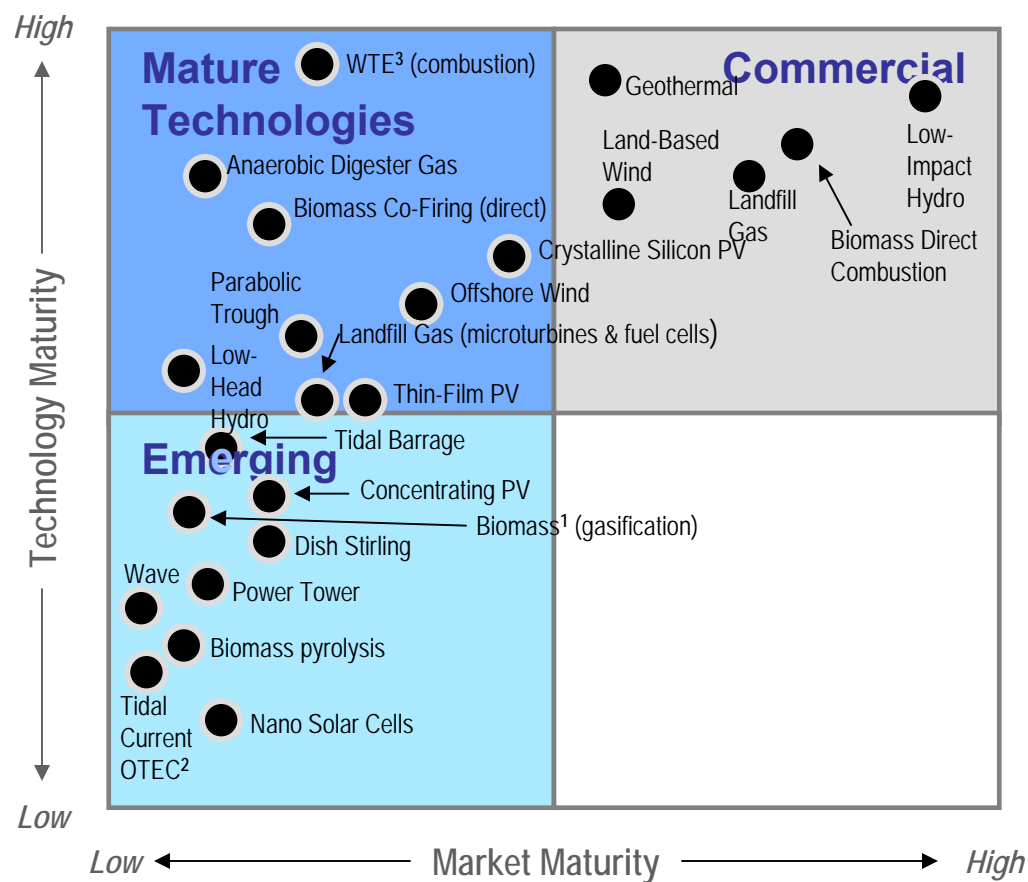 High
Mature
Technologies
WTE³ (combustion)
Commercial
Geothermal
Low-
Impact
Hydro
Land-Based
Wind
Landfill
Gas
Biomass Direct
Combustion
Anaerobic Digester Gas
Biomass Co-Firing (direct)
Crystalline Silicon PV
Offshore Wind
Parabolic
Trough
Landfill Gas (microturbines & fuel cells)
Low-
Head
Hydro
Thin-Film PV
Tidal Barrage
Emerging
Concentrating PV
Biomass¹ (gasification)
Dish Stirling
Wave
Power Tower
Biomass pyrolysis
Tidal
Current
OTEC²
Nano Solar Cells
Technology Maturity
Low
Low
Market Maturity
High